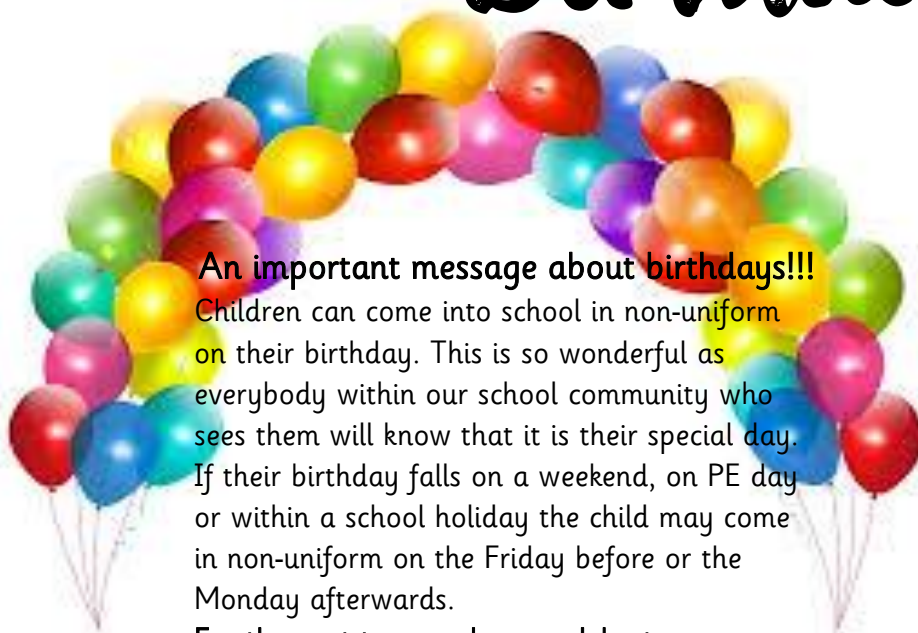 An important message about birthdays!!!
Children can come into school in non-uniform
on their birthday. This is so wonderful as
everybody within our school community who
sees them will know that it is their special day.
If their birthday falls on a weekend, on PE day
or within a school holiday the child may come
in non-uniform on the Friday before or the
Monday afterwards.